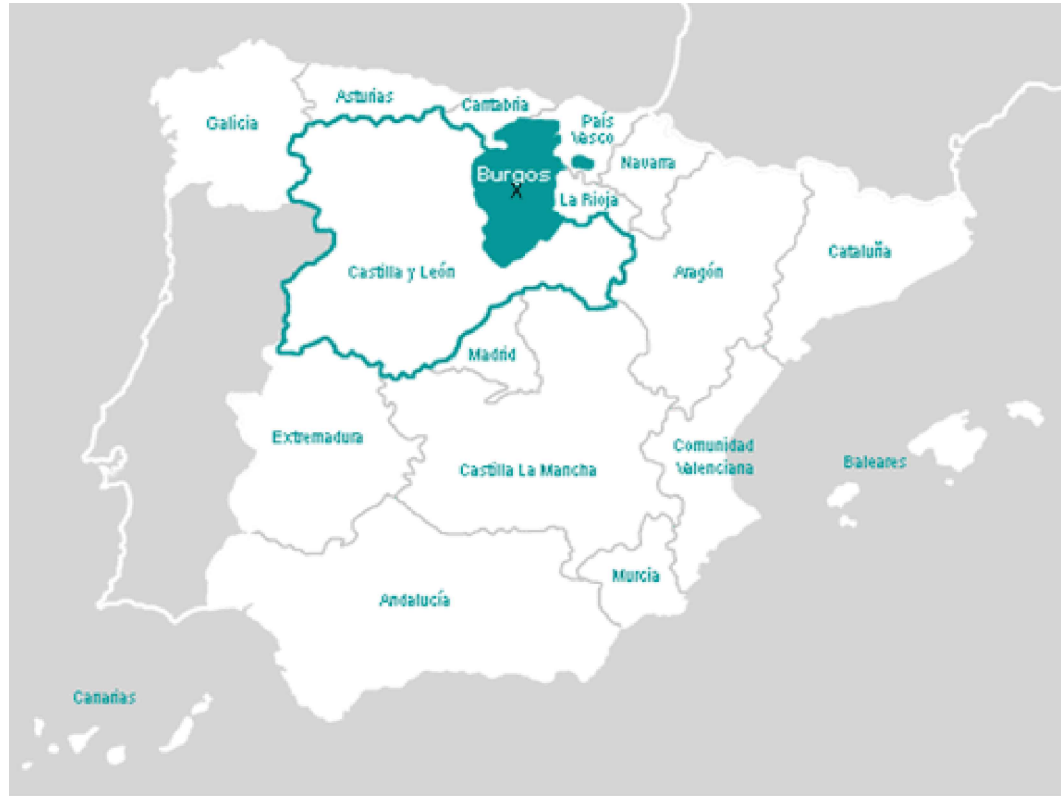 Galicia
Asturias
Cantabria
País
Vasco
Navarra
Burgos
X
La Rioja
Castilla y León
Aragón
Cataluña
Madrid
Extremadura
Castilla La Mancha
Comunidad
Valenciana
Baleares
Murcia
Andalucía
Canarias